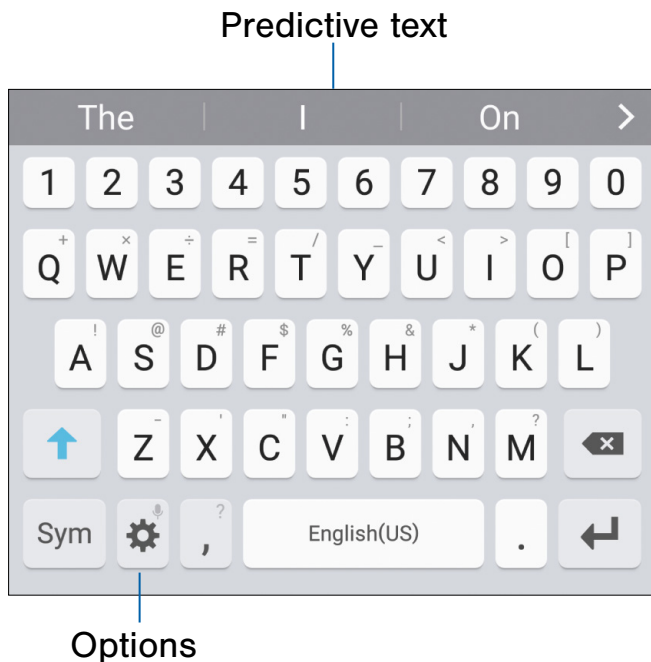 Predictive text
The I On >
1 2 3 4 5 6 7 8 9 0
+ × ÷ = / _ < > [ ]
Q W E R T Y U I O P
! @ # $ % & * ( )
A S D F G H J K L
- ' " : ; , ?
Z X C V B N M
?
Sym , English(US) .
Options